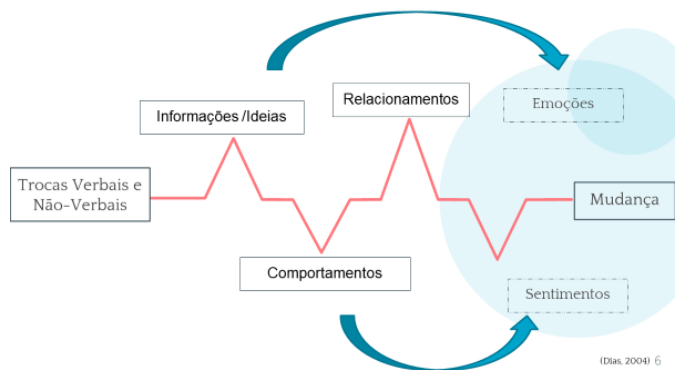 Relacionamentos
Emoções
Informações /Ideias
Trocas Verbais e
Não-Verbais
Mudança
Comportamentos
Sentimentos
(Dias, 2004) 6